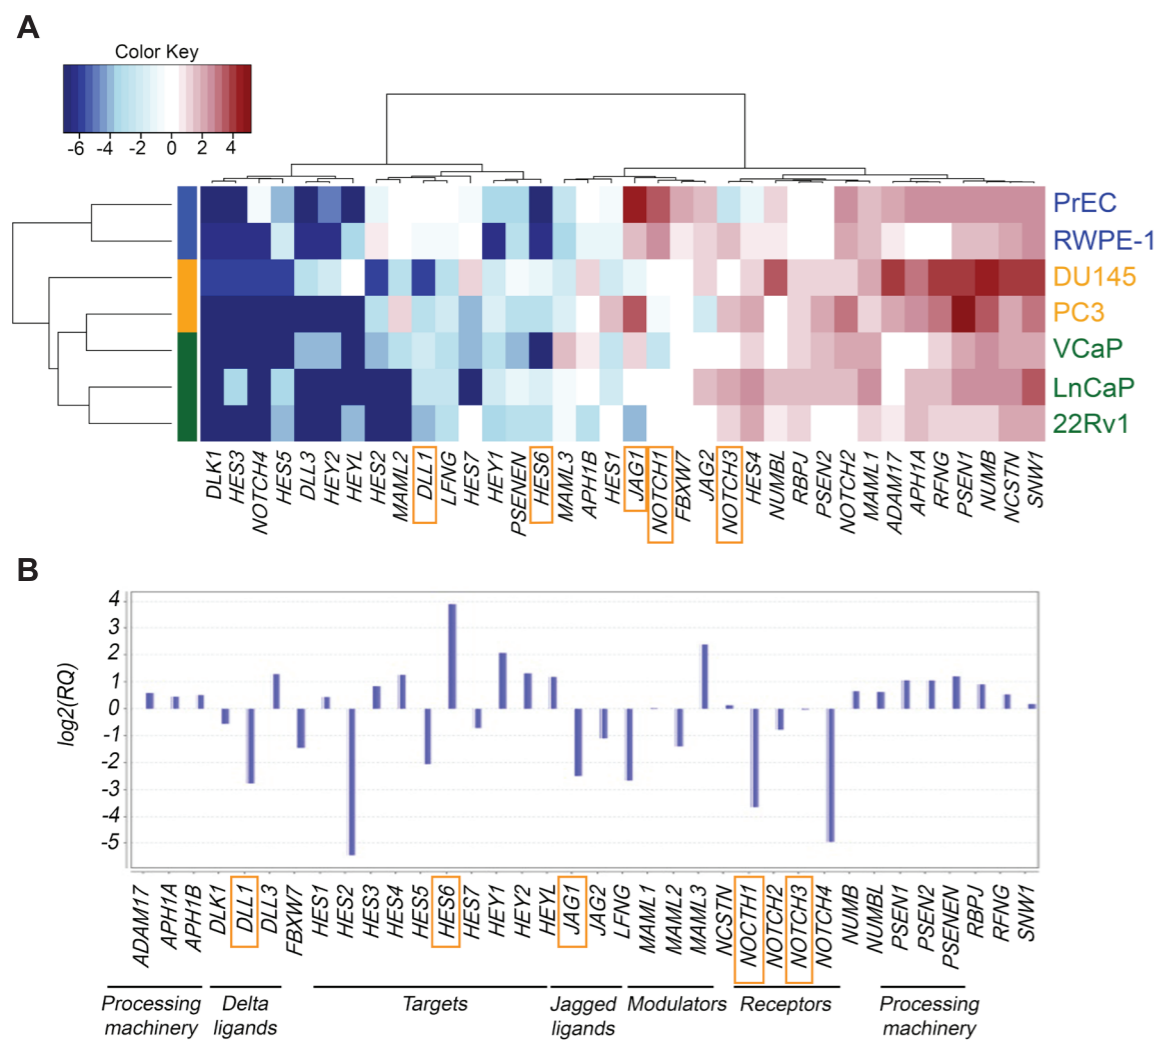 A
Color Key
-6 -4 -2 0 2 4
PrEC
RWPE-1
DU145
PC3
VCaP
LnCaP
22Rv1
DLK1 HES3 NOTCH4 HES5 DLL3 HEY2 HEYL HES2 MAML2 DLL1 LFNG HES7 HEY1 PSENEN HES6 MAML3 APH1B HES1 JAG1 NOTCH1 FBXW7 JAG2 NOTCH3 HES4 NUMBL RBPJ PSEN2 NOTCH2 MAML1 ADAM17 APH1A RFNG PSEN1 NUMB NCSTN SNW1
B
log2(RQ)
4
3
2
1
0
-1
-2
-3
-4
-5
ADAM17 APH1A APH1B DLK1 DLL1 DLL3 FBXW7 HES1 HES2 HES3 HES4 HES5 HES6 HES7 HEY1 HEY2 HEYL JAG1 JAG2 LFNG MAML1 MAML2 MAML3 NCSTN NOCTH1 NOTCH2 NOTCH3 NOTCH4 NUMB NUMBL PSEN1 PSEN2 PSENEN RBPJ RFNG SNW1
Processing Delta Targets Jagged Modulators Receptors Processing
machinery ligands ligands machinery